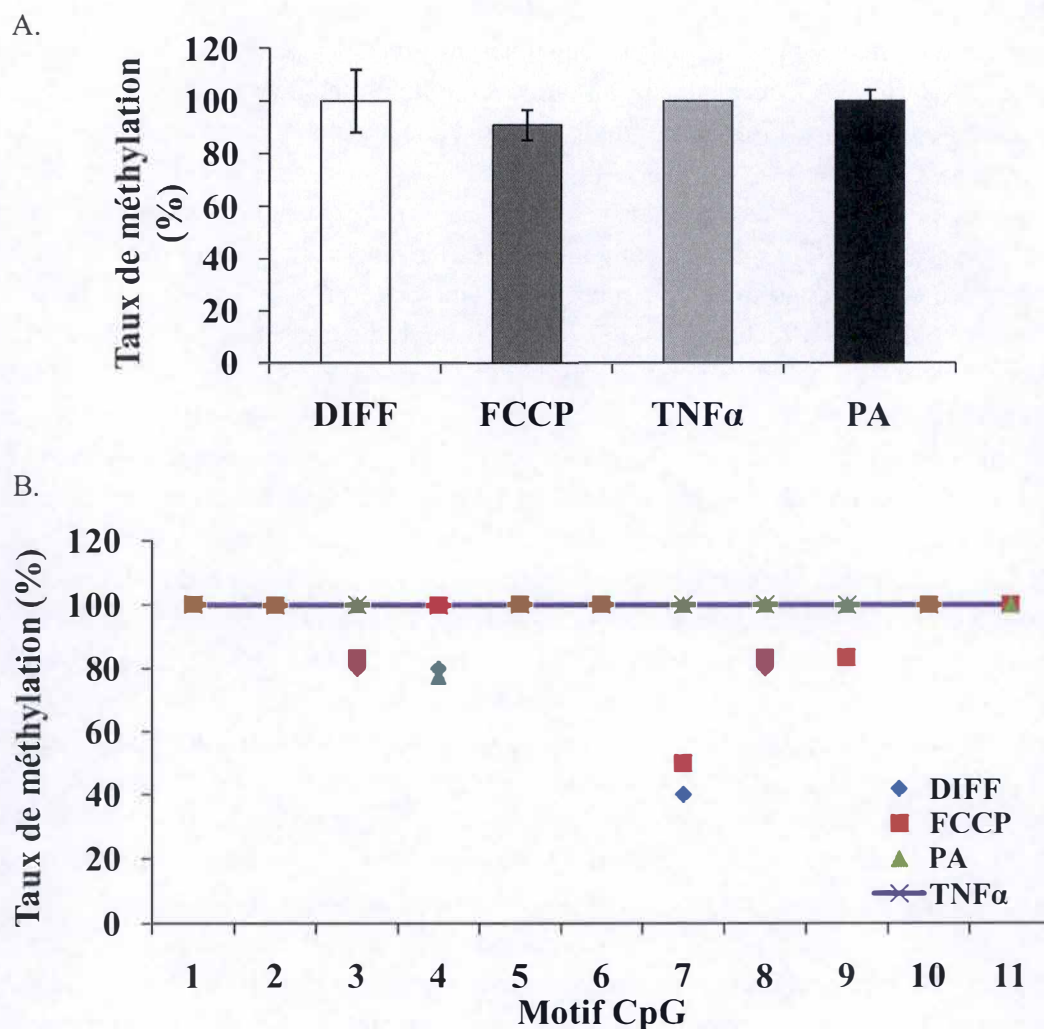 A.
Taux de méthylation
(%)
120
100
80
60
40
20
0
DIFF FCCP TNFα PA
B.
Taux de méthylation (%)
120
100
80
60
40
20
0
DIFF
FCCP
PA
TNFα
1 2 3 4 5 6 7 8 9 10 11
Motif CpG